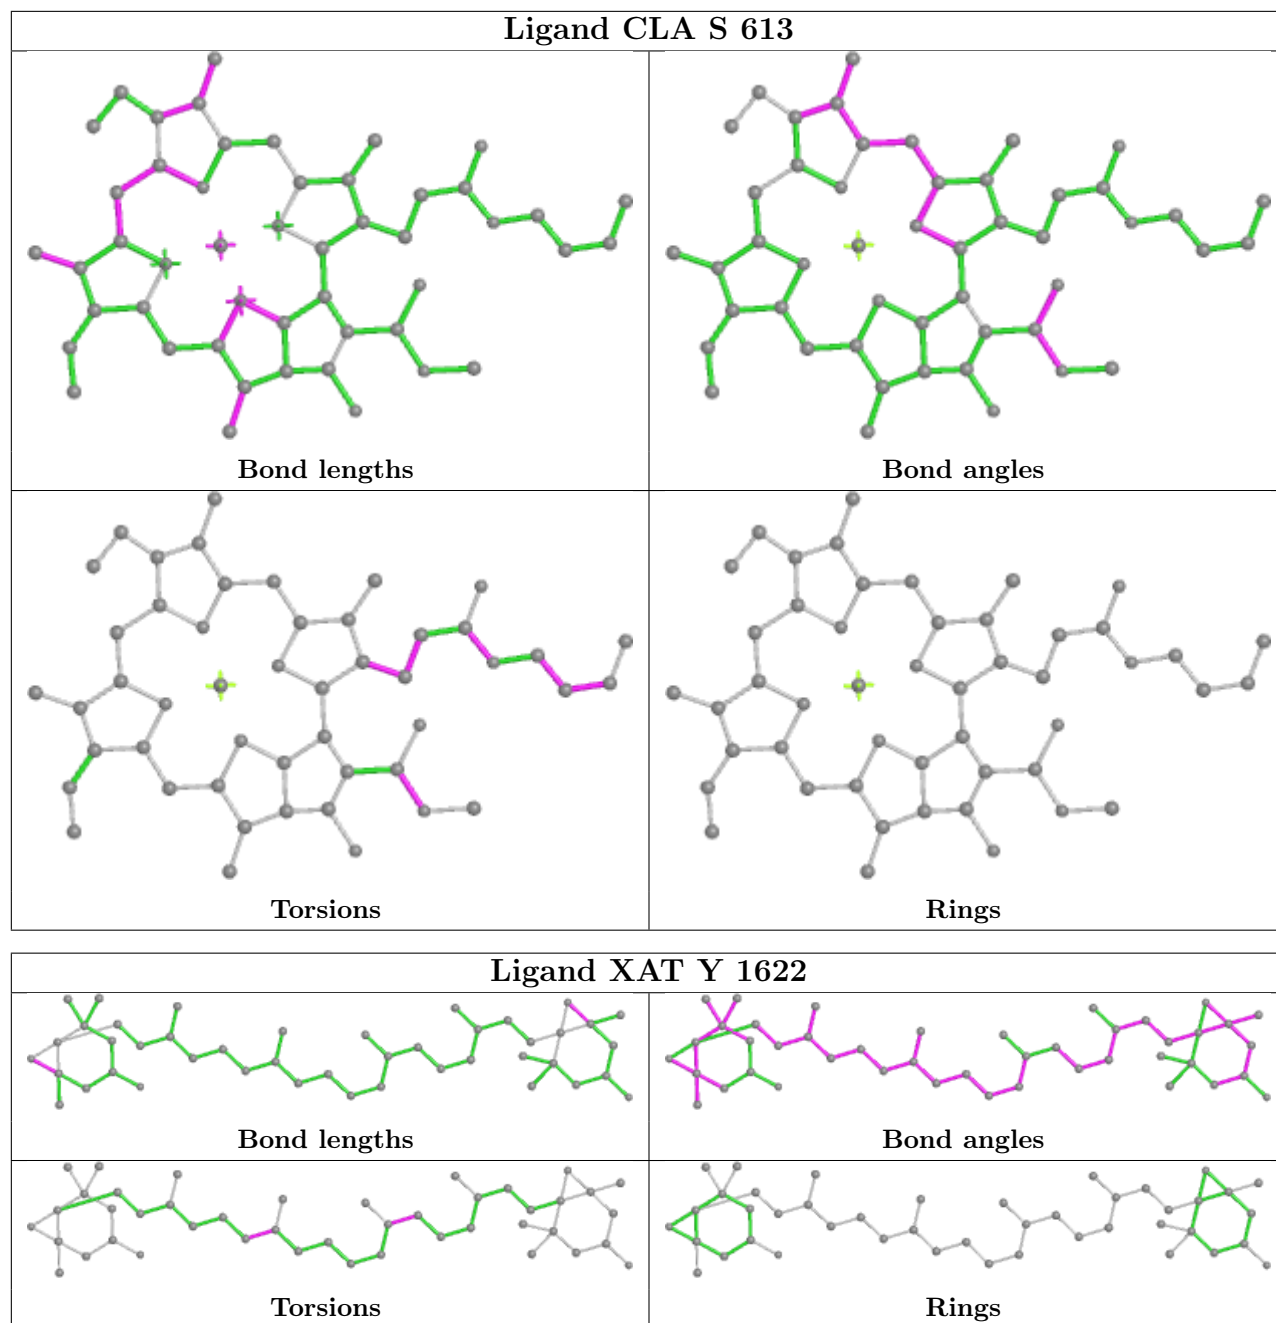 Ligand CLA S 613
Bond lengths
Bond angles
Torsions
Rings
Ligand XAT Y 1622
Bond lengths
Bond angles
Torsions
Rings